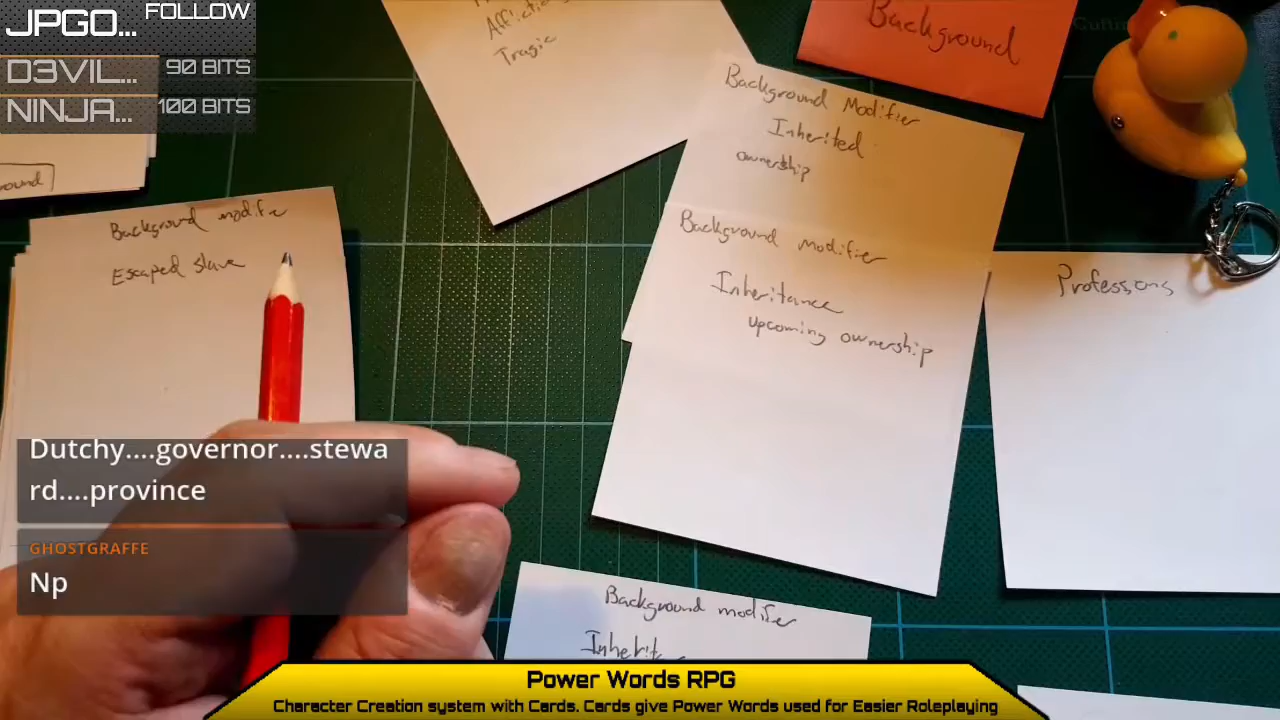 JPGO...
FOLLOW
D3VIL...
90 BITS
NINJA...
100 BITS
Tragic
Background
Background Modifier
Inherited
ownership
Background modifier
Inheritance
upcoming ownership
Background modifie
Escaped slave
Professions
Dutchy....governor....stewa
rd....province
GHOSTGRAFFE
Np
Background modifier
Power Words RPG
Character Creation system with Cards. Cards give Power Words used for Easier Roleplaying